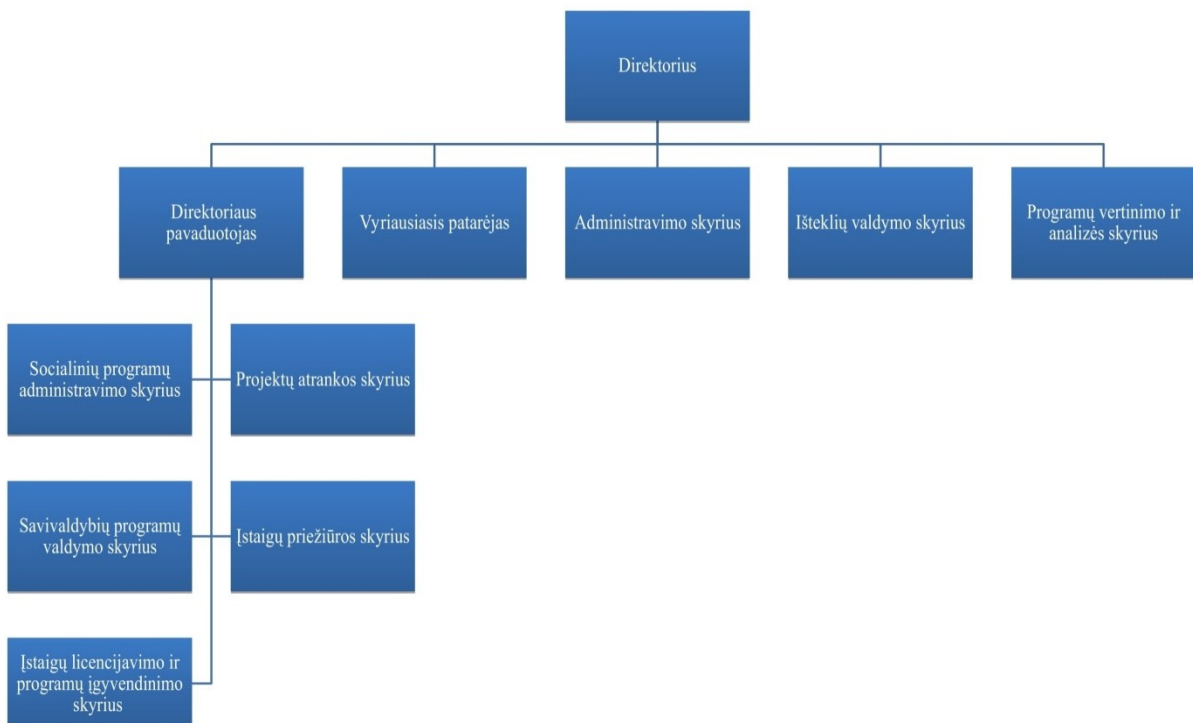 Direktorius
Direktoriaus
pavaduotojas
Vyriausiasis patarėjas
Administravimo skyrius
Išteklių valdymo skyrius
Programų vertinimo ir
analizės skyrius
Socialinių programų
administravimo skyrius
Projektų atrankos skyrius
Savivaldybių programų
valdymo skyrius
Įstaigų priežiūros skyrius
Įstaigų licencijavimo ir
programų įgyvendinimo
skyrius